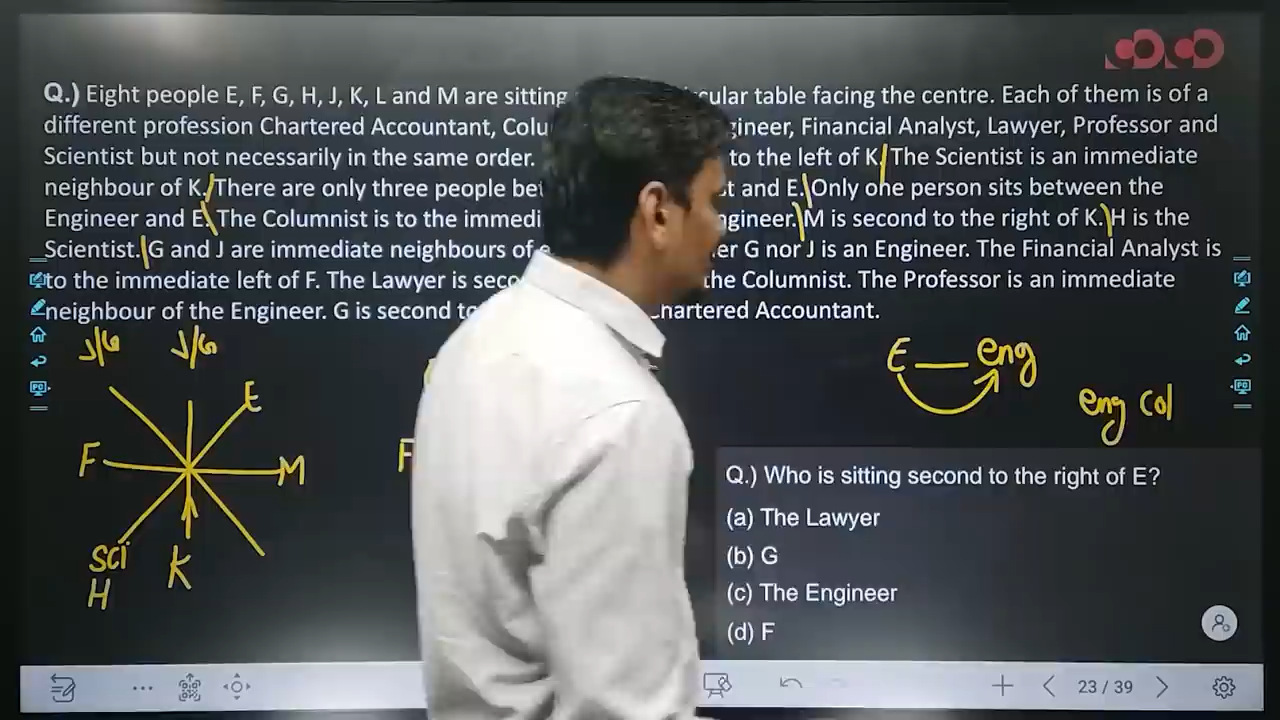 Q.) Eight people E, F, G, H, J, K, L and M are sitting cular table facing the centre. Each of them is of a
different profession Chartered Accountant, Colu gineer, Financial Analyst, Lawyer, Professor and
Scientist but not necessarily in the same order. to the left of K. The Scientist is an immediate
neighbour of K. There are only three people bet t and E. Only one person sits between the
Engineer and E. The Columnist is to the immedi gineer. M is second to the right of K. H is the
Scientist. G and J are immediate neighbours of er G nor J is an Engineer. The Financial Analyst is
to the immediate left of F. The Lawyer is seco the Columnist. The Professor is an immediate
neighbour of the Engineer. G is second to Chartered Accountant.
J/G J/G
E
F M
Sci
H K
F
E eng
eng Col
Q.) Who is sitting second to the right of E?
(a) The Lawyer
(b) G
(c) The Engineer
(d) F
23 / 39